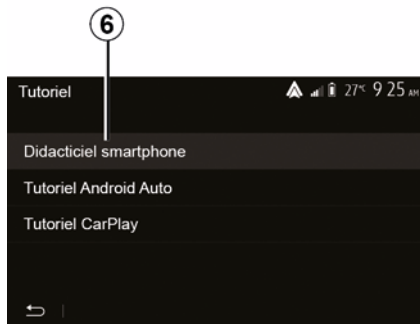 6
Tutoriel 27°C 9 25 AM
Didacticiel smartphone
Tutoriel Android Auto
Tutoriel CarPlay